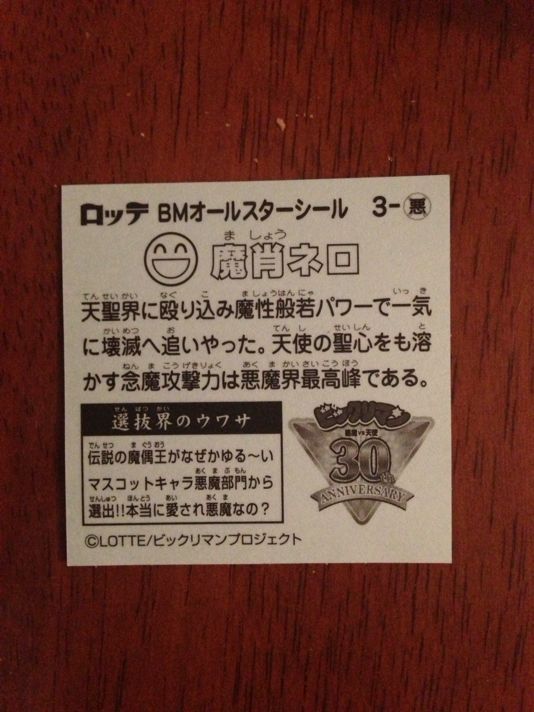 ロッテ BMオールスターシール 3-悪
魔肖ネロ
天聖界に殴り込み魔性般若パワーで一気
に壊滅へ追いやった。天使の聖心をも溶
かす念魔攻撃力は悪魔界最高峰である。
選抜界のウワサ
伝説の魔偶王がなぜかゆる〜い
マスコットキャラ悪魔部門から
選出!!本当に愛され悪魔なの?
ビックリマン
悪魔VS天使
30th
ANNIVERSARY
©LOTTE/ビックリマンプロジェクト